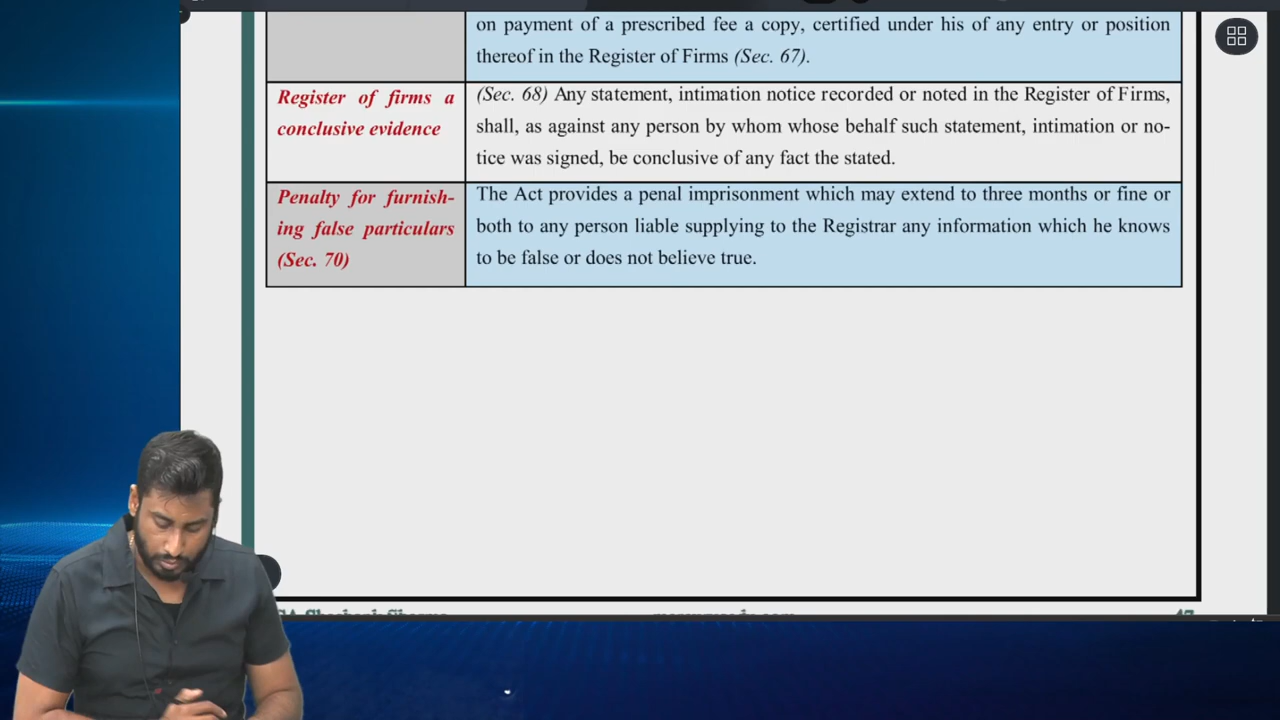 on payment of a prescribed fee a copy, certified under his of any entry or position
thereof in the Register of Firms (Sec. 67).
Register of firms a
conclusive evidence
(Sec. 68) Any statement, intimation notice recorded or noted in the Register of Firms,
shall, as against any person by whom whose behalf such statement, intimation or no-
tice was signed, be conclusive of any fact the stated.
Penalty for furnish-
ing false particulars
(Sec. 70)
The Act provides a penal imprisonment which may extend to three months or fine or
both to any person liable supplying to the Registrar any information which he knows
to be false or does not believe true.